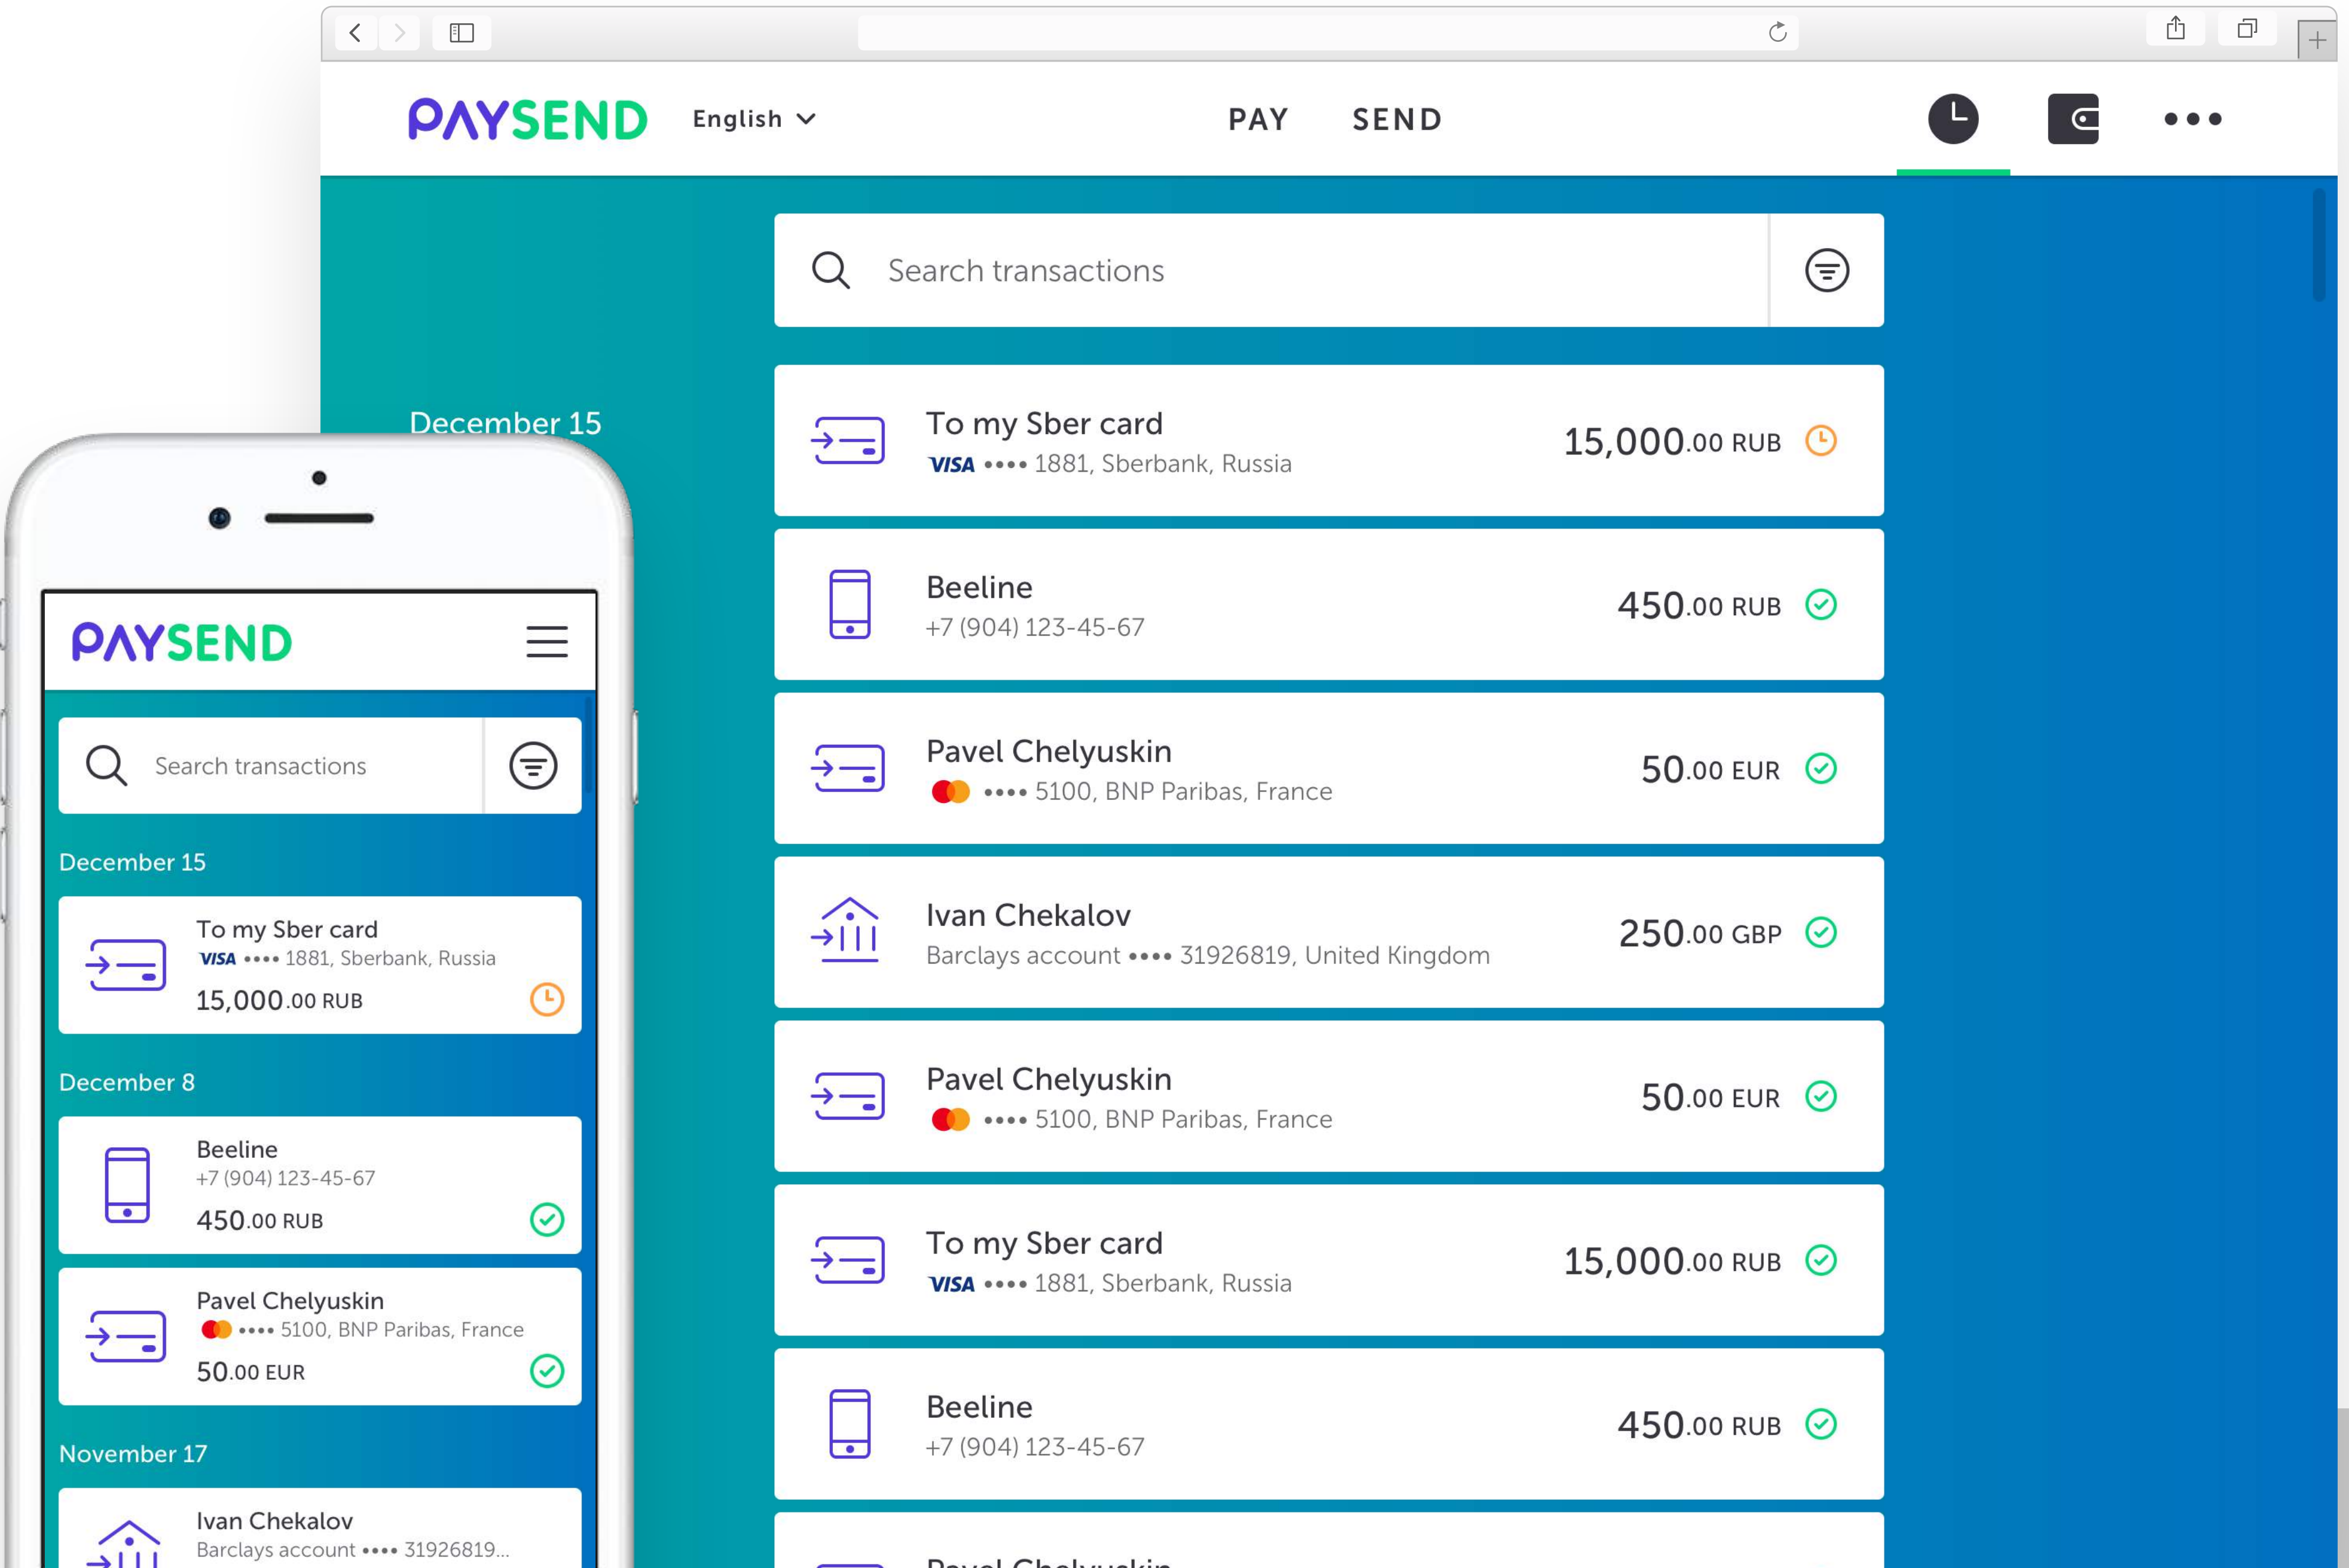 PAYSEND English PAY SEND
Search transactions
December 15
To my Sber card
VISA •••• 1881, Sberbank, Russia
15,000.00 RUB
Beeline
+7 (904) 123-45-67
450.00 RUB
Pavel Chelyuskin
•••• 5100, BNP Paribas, France
50.00 EUR
Ivan Chekalov
Barclays account •••• 31926819, United Kingdom
250.00 GBP
Pavel Chelyuskin
•••• 5100, BNP Paribas, France
50.00 EUR
To my Sber card
VISA •••• 1881, Sberbank, Russia
15,000.00 RUB
Beeline
+7 (904) 123-45-67
450.00 RUB
Pavel Chelyuskin
PAYSEND
Search transactions
December 15
To my Sber card
VISA •••• 1881, Sberbank, Russia
15,000.00 RUB
December 8
Beeline
+7 (904) 123-45-67
450.00 RUB
Pavel Chelyuskin
•••• 5100, BNP Paribas, France
50.00 EUR
November 17
Ivan Chekalov
Barclays account •••• 31926819...